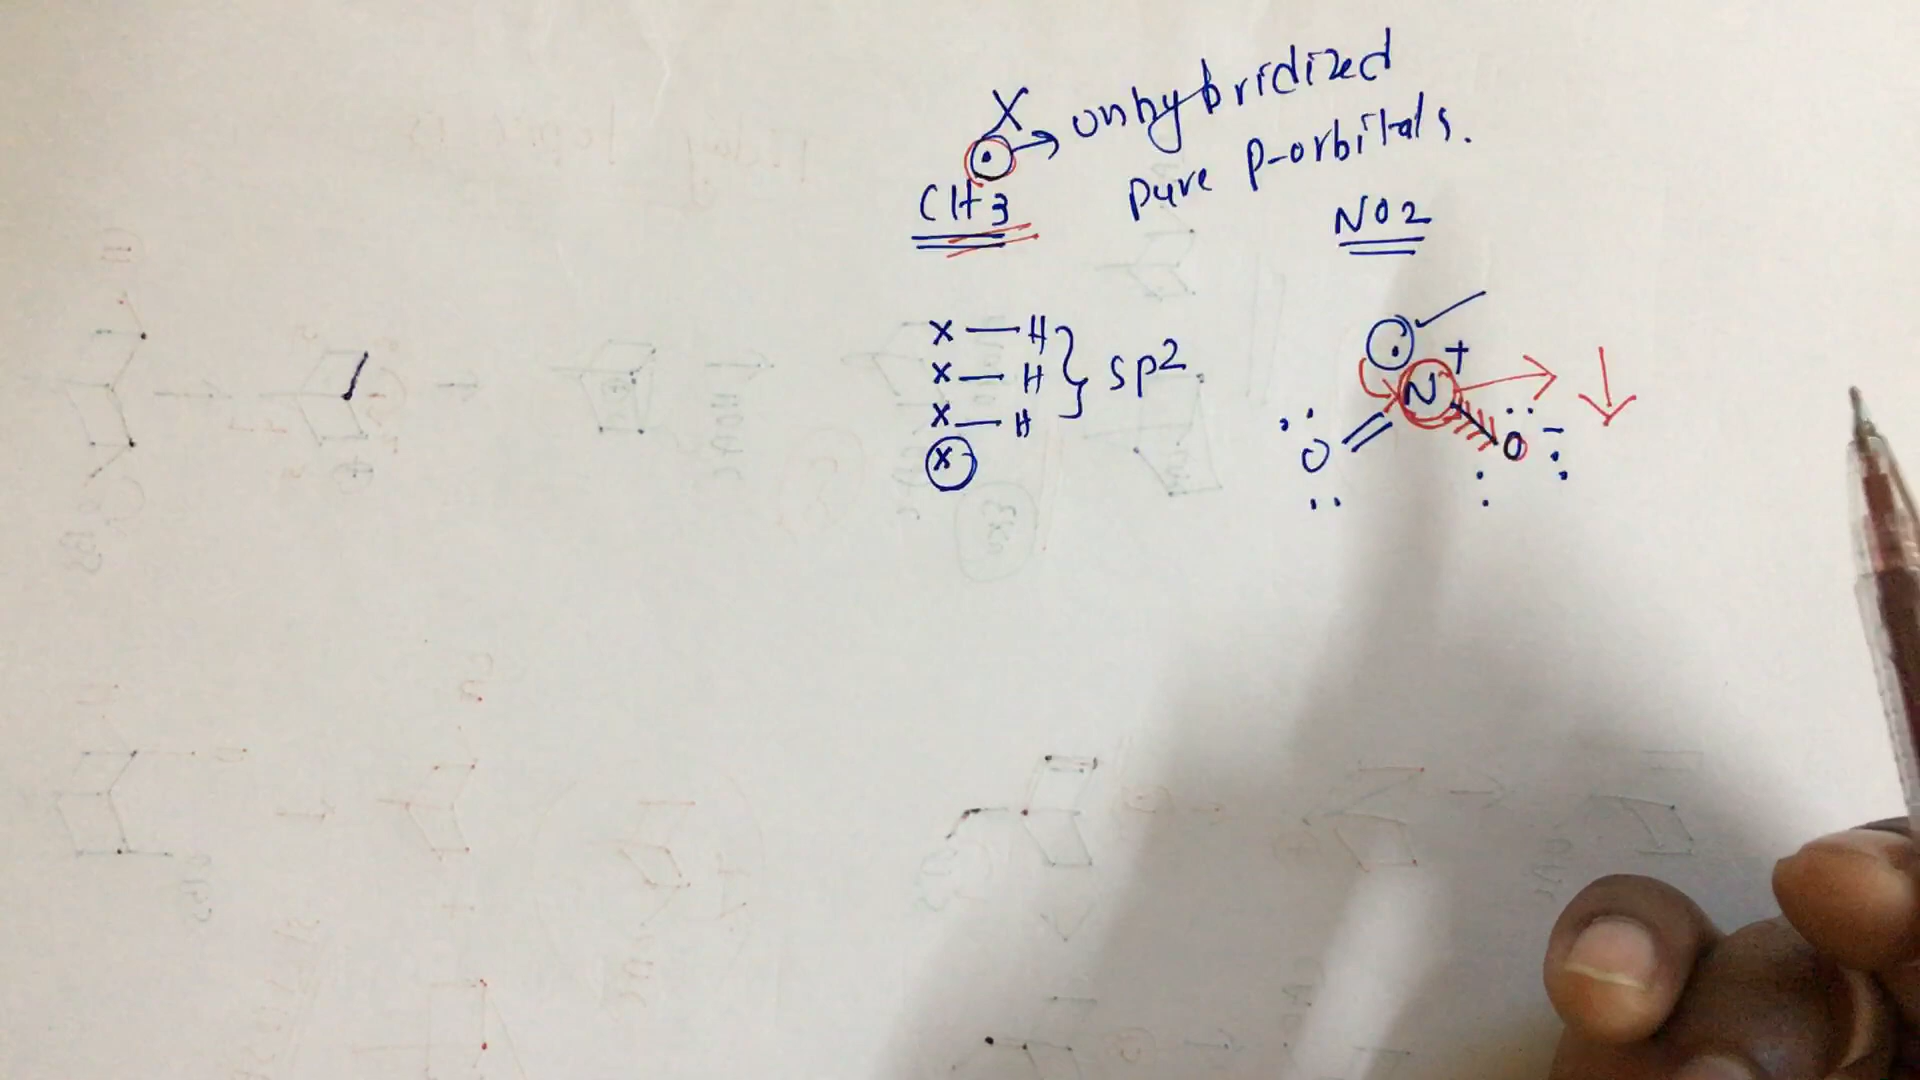 X
• → unhybridized
pure p-orbitals.
CH3
NO2
x — H
x — H } sp2
x — H
x
N +
O
O −